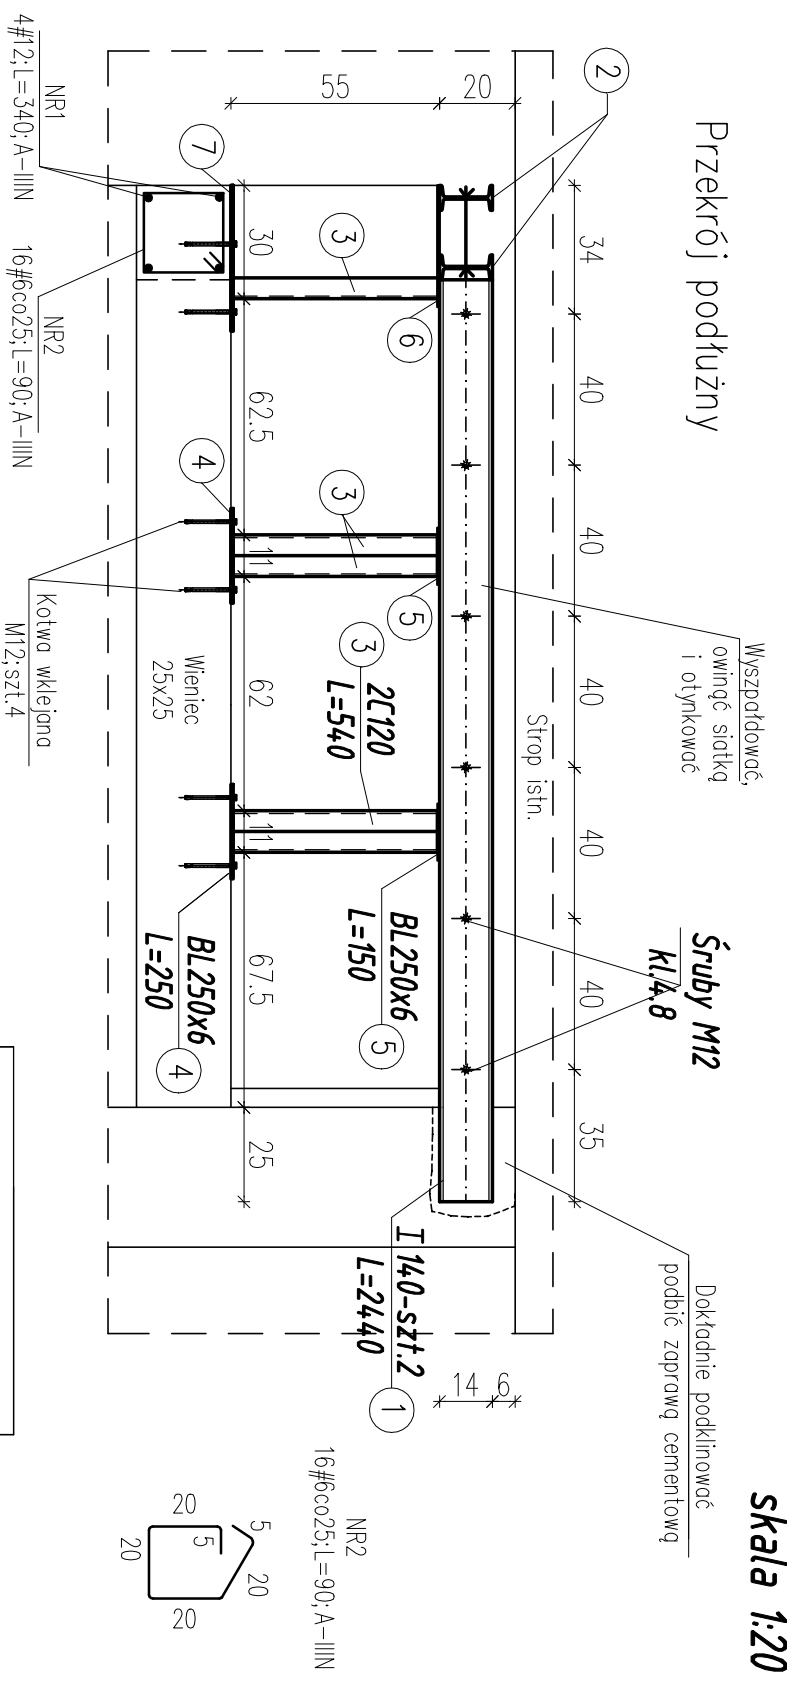 skala 1:20
Przekrój podłużny
Wyszpałdować,
owinąć siatką
i otynkować
Śruby M12
kl.4.8
Dokładnie podklinować
podbić zaprawą cementową
34
40
40
40
40
40
35
Strop istn.
2
20
55
3
6
3
5
3
2C120
L=540
BL250x6
L=150
5
I 140-szt.2
L=2440
1
14
6
30
62.5
11
62
11
67.5
25
7
4
Wieniec
25x25
BL250x6
L=250
4
NR1
4#12;L=340;A-IIIN
NR2
16#6co25;L=90;A-IIIN
Kotwa wklejana
M12;szt.4
NR2
16#6co25;L=90;A-IIIN
20
5
5
20
20
20